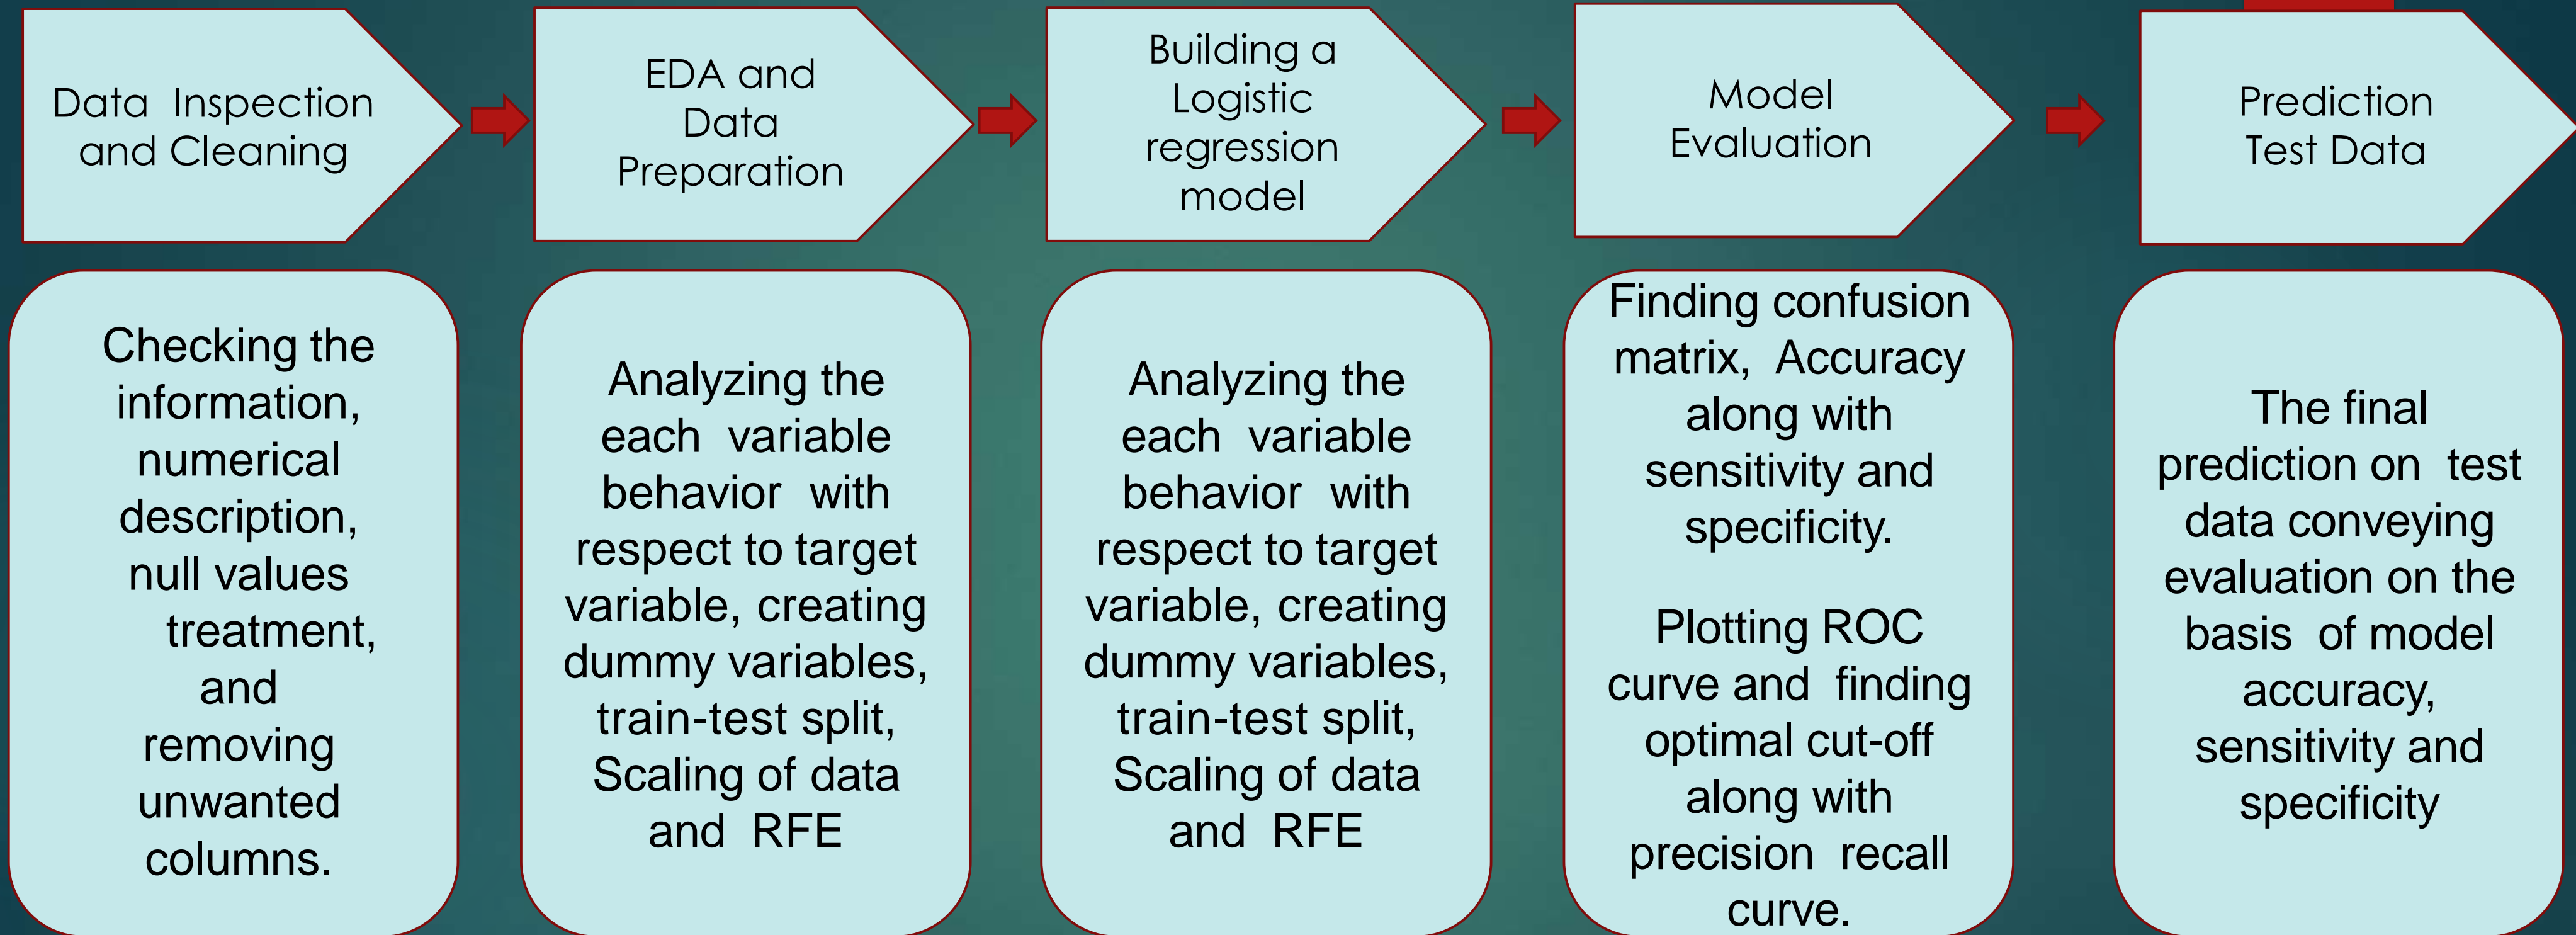 Data Inspection
and Cleaning
EDA and
Data
Preparation
Building a
Logistic
regression
model
Model
Evaluation
Prediction
Test Data
Checking the
information,
numerical
description,
null values
treatment,
and
removing
unwanted
columns.
Analyzing the
each variable
behavior with
respect to target
variable, creating
dummy variables,
train-test split,
Scaling of data
and RFE
Analyzing the
each variable
behavior with
respect to target
variable, creating
dummy variables,
train-test split,
Scaling of data
and RFE
Finding confusion
matrix, Accuracy
along with
sensitivity and
specificity.
Plotting ROC
curve and finding
optimal cut-off
along with
precision recall
curve.
The final
prediction on test
data conveying
evaluation on the
basis of model
accuracy,
sensitivity and
specificity